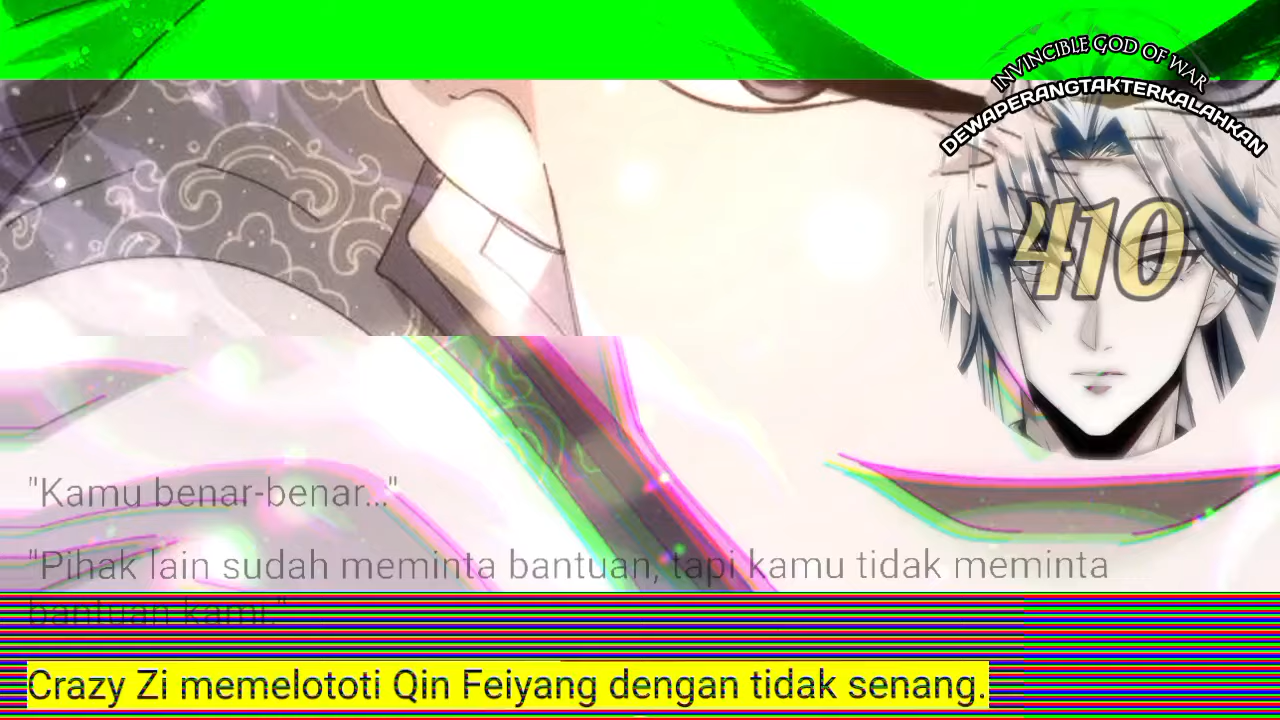 INVINCIBLE GOD OF WAR
DEWAPERANGTAKTERKALAHKAN
410
"Kamu benar-benar..."
"Pihak lain sudah meminta bantuan, tapi kamu tidak meminta
bantuan kami."
Crazy Zi memelototi Qin Feiyang dengan tidak senang.